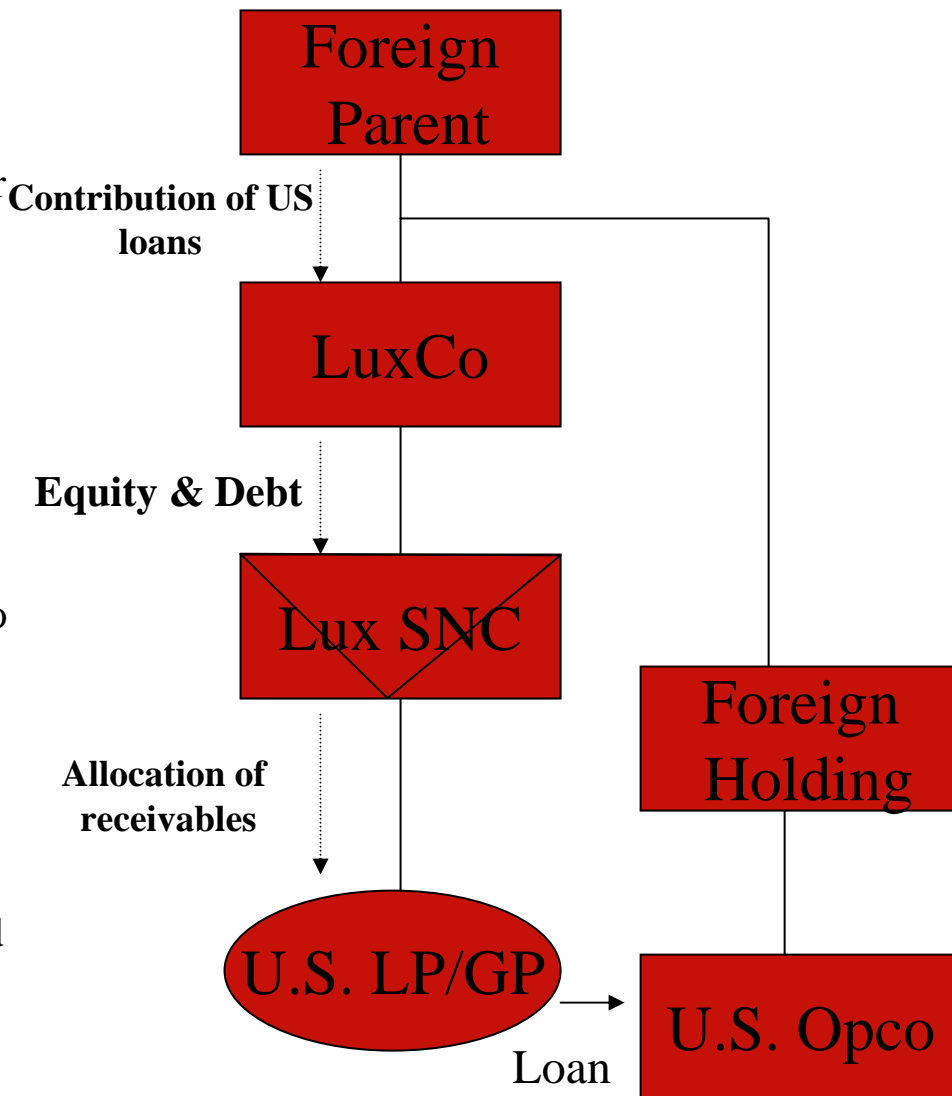 Foreign
Parent
Contribution of US
loans
LuxCo
Equity & Debt
Lux SNC
Foreign
Holding
Allocation of
receivables
U.S. LP/GP
U.S. Opco
Loan